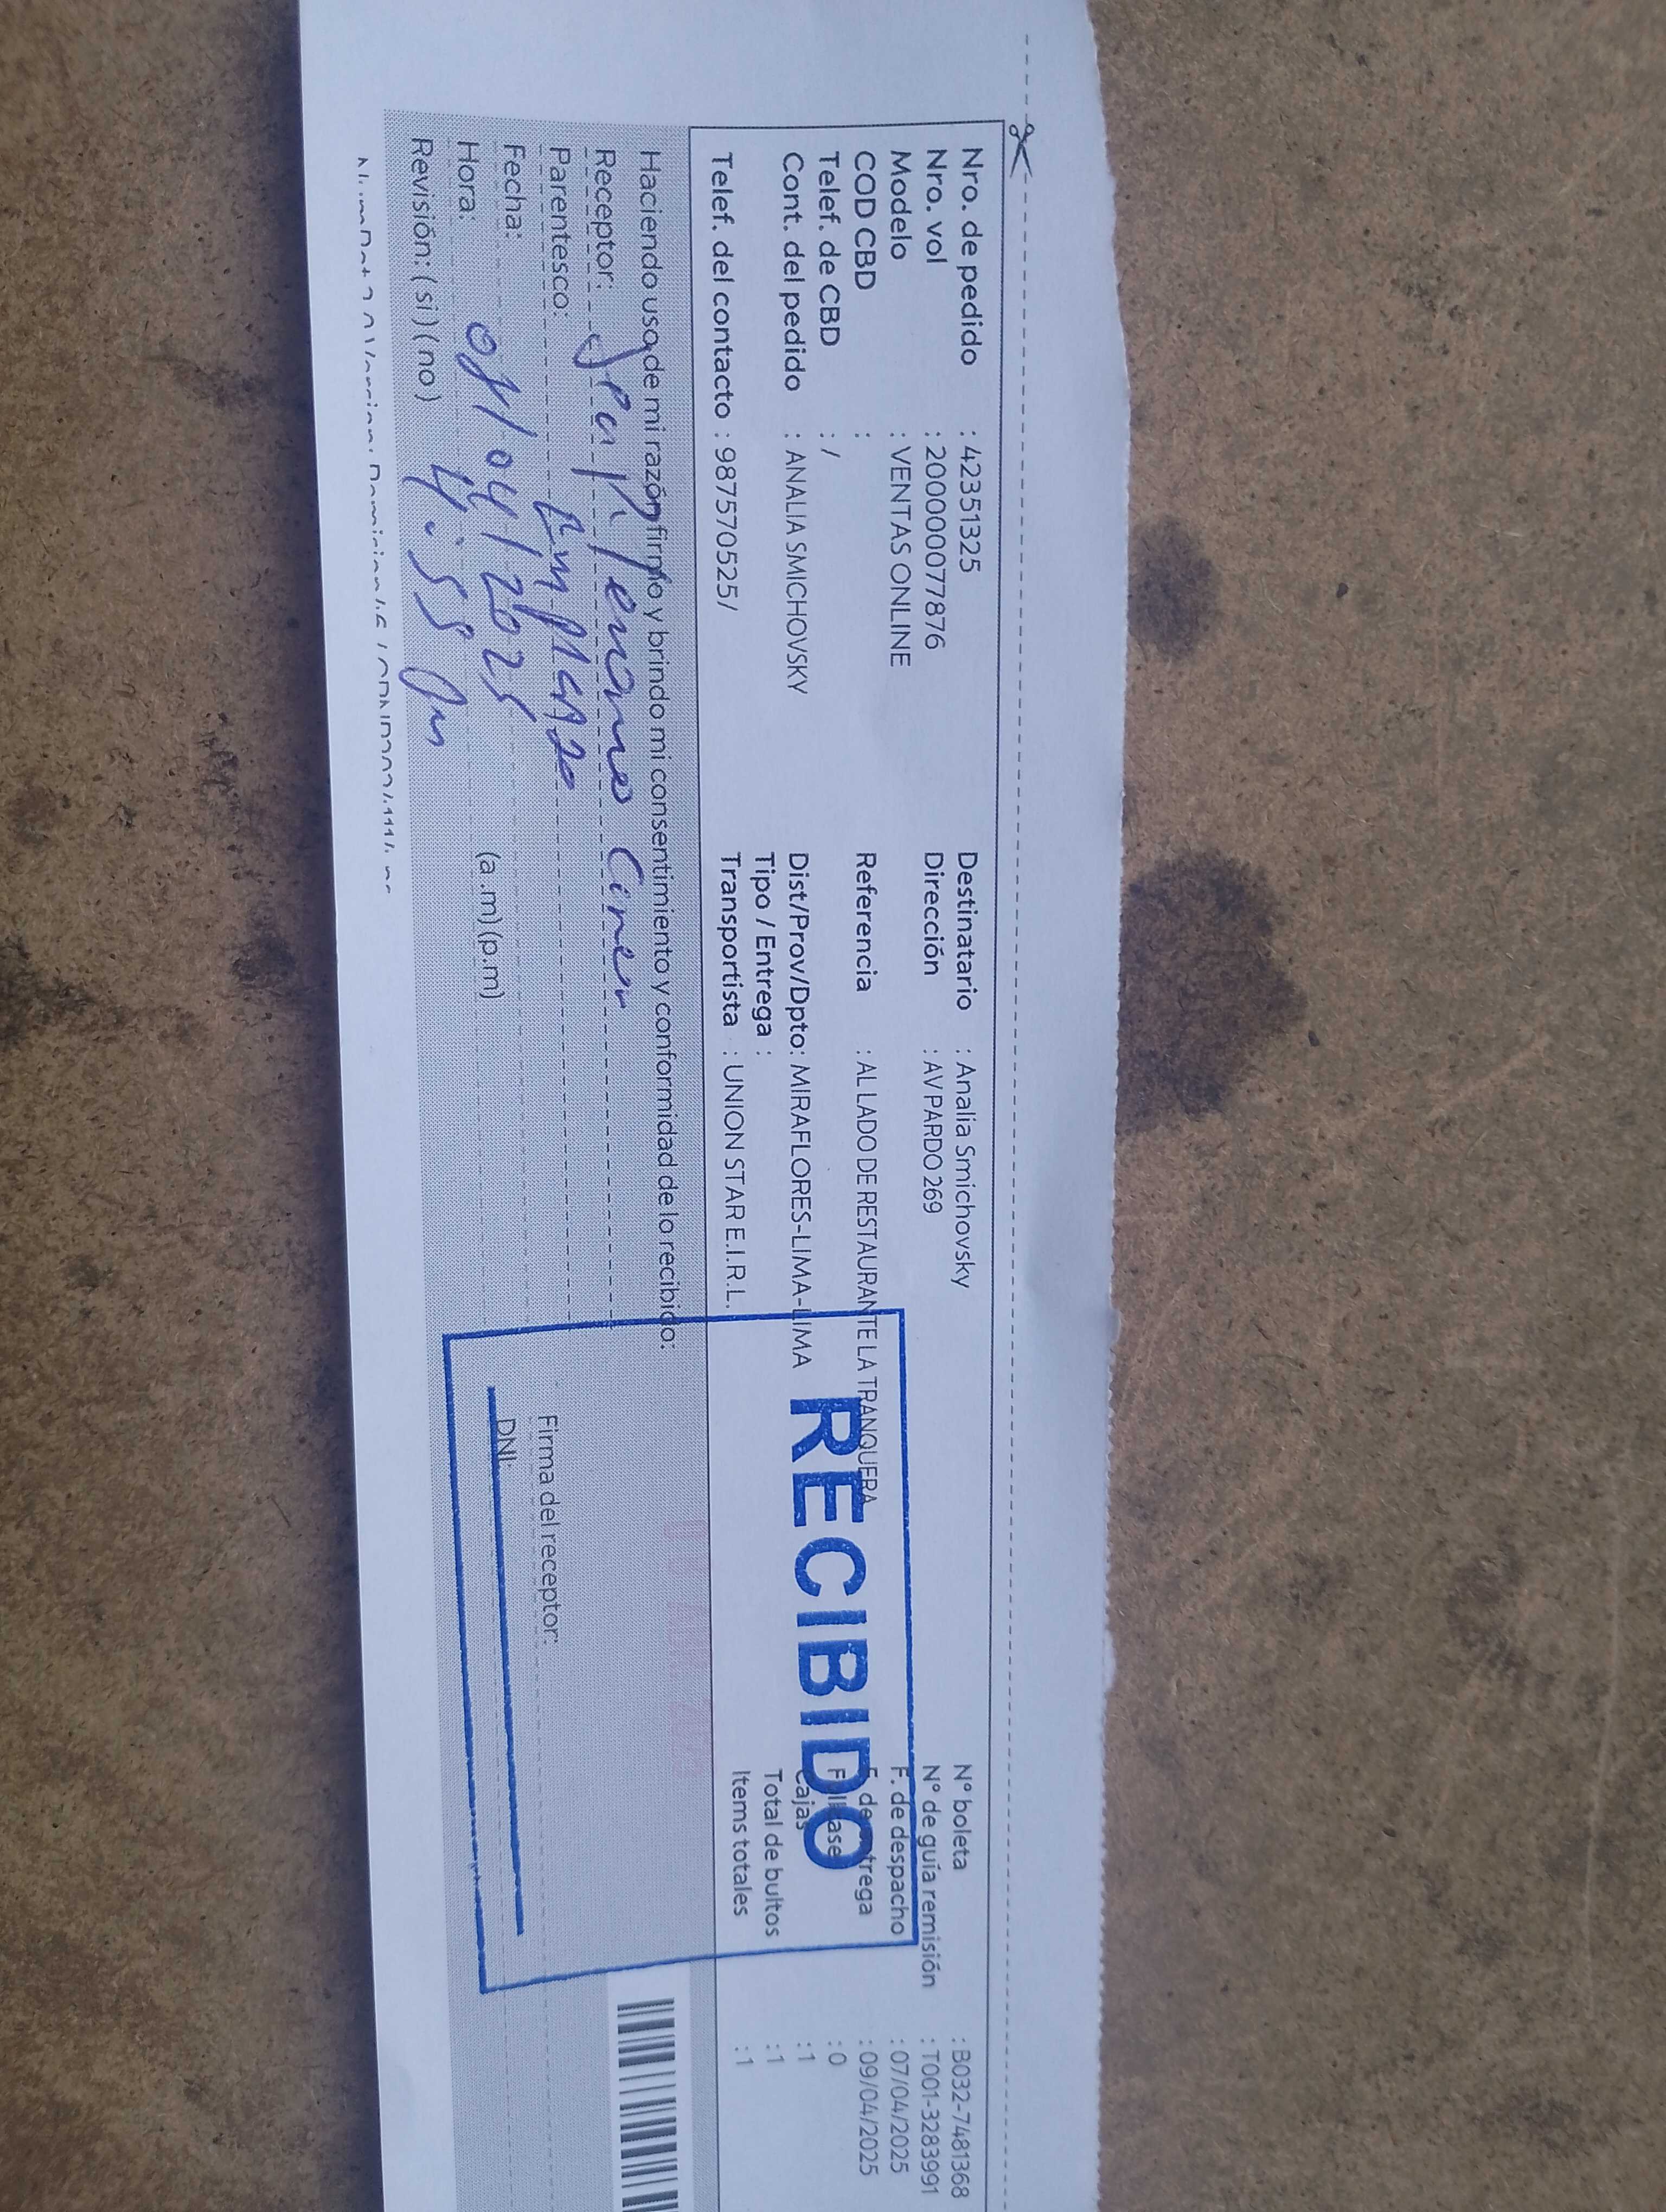 Nro. de pedido : 42351325
Nro. vol : 20000077876
Modelo : VENTAS ONLINE
COD CBD :
Telef. de CBD : /
Cont. del pedido : ANALIA SMICHOVSKY
Telef. del contacto : 987570525/
Destinatario : Analia Smichovsky
Dirección : AV PARDO 269
Referencia : AL LADO DE RESTAURANTE LA TRANQUERA
Dist/Prov/Dpto: MIRAFLORES-LIMA-LIMA
Tipo / Entrega :
Transportista : UNION STAR E.I.R.L.
N° boleta : B032-7481368
N° de guía remisión : T001-3283991
F. de despacho : 07/04/2025
F. de entrega : 09/04/2025
: 0
Cajas : 1
Total de bultos : 1
Items totales : 1
RECIBIDO
Haciendo uso de mi razón firmo y brindo mi consentimiento y conformidad de lo recibido:
Receptor:
Parentesco: Empleado
Fecha: /04/2025
Hora: 4:55 pm (a.m)(p.m)
Revisión: (si) (no)
Firma del receptor:
DNI: